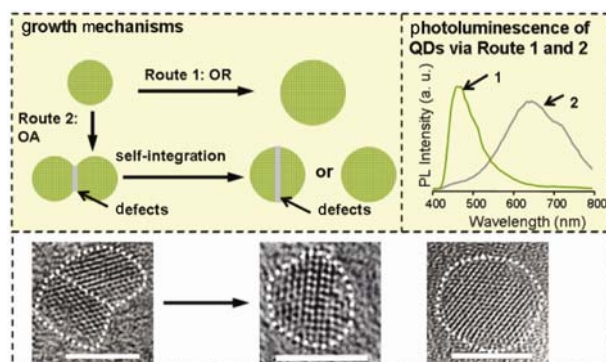 growth mechanisms
Route 1: OR
Route 2:
OA
self-integration
or
defects
defects
photoluminescence of
QDs via Route 1 and 2
PL Intensity (a. u.)
1
2
400 500 600 700 800
Wavelength (nm)